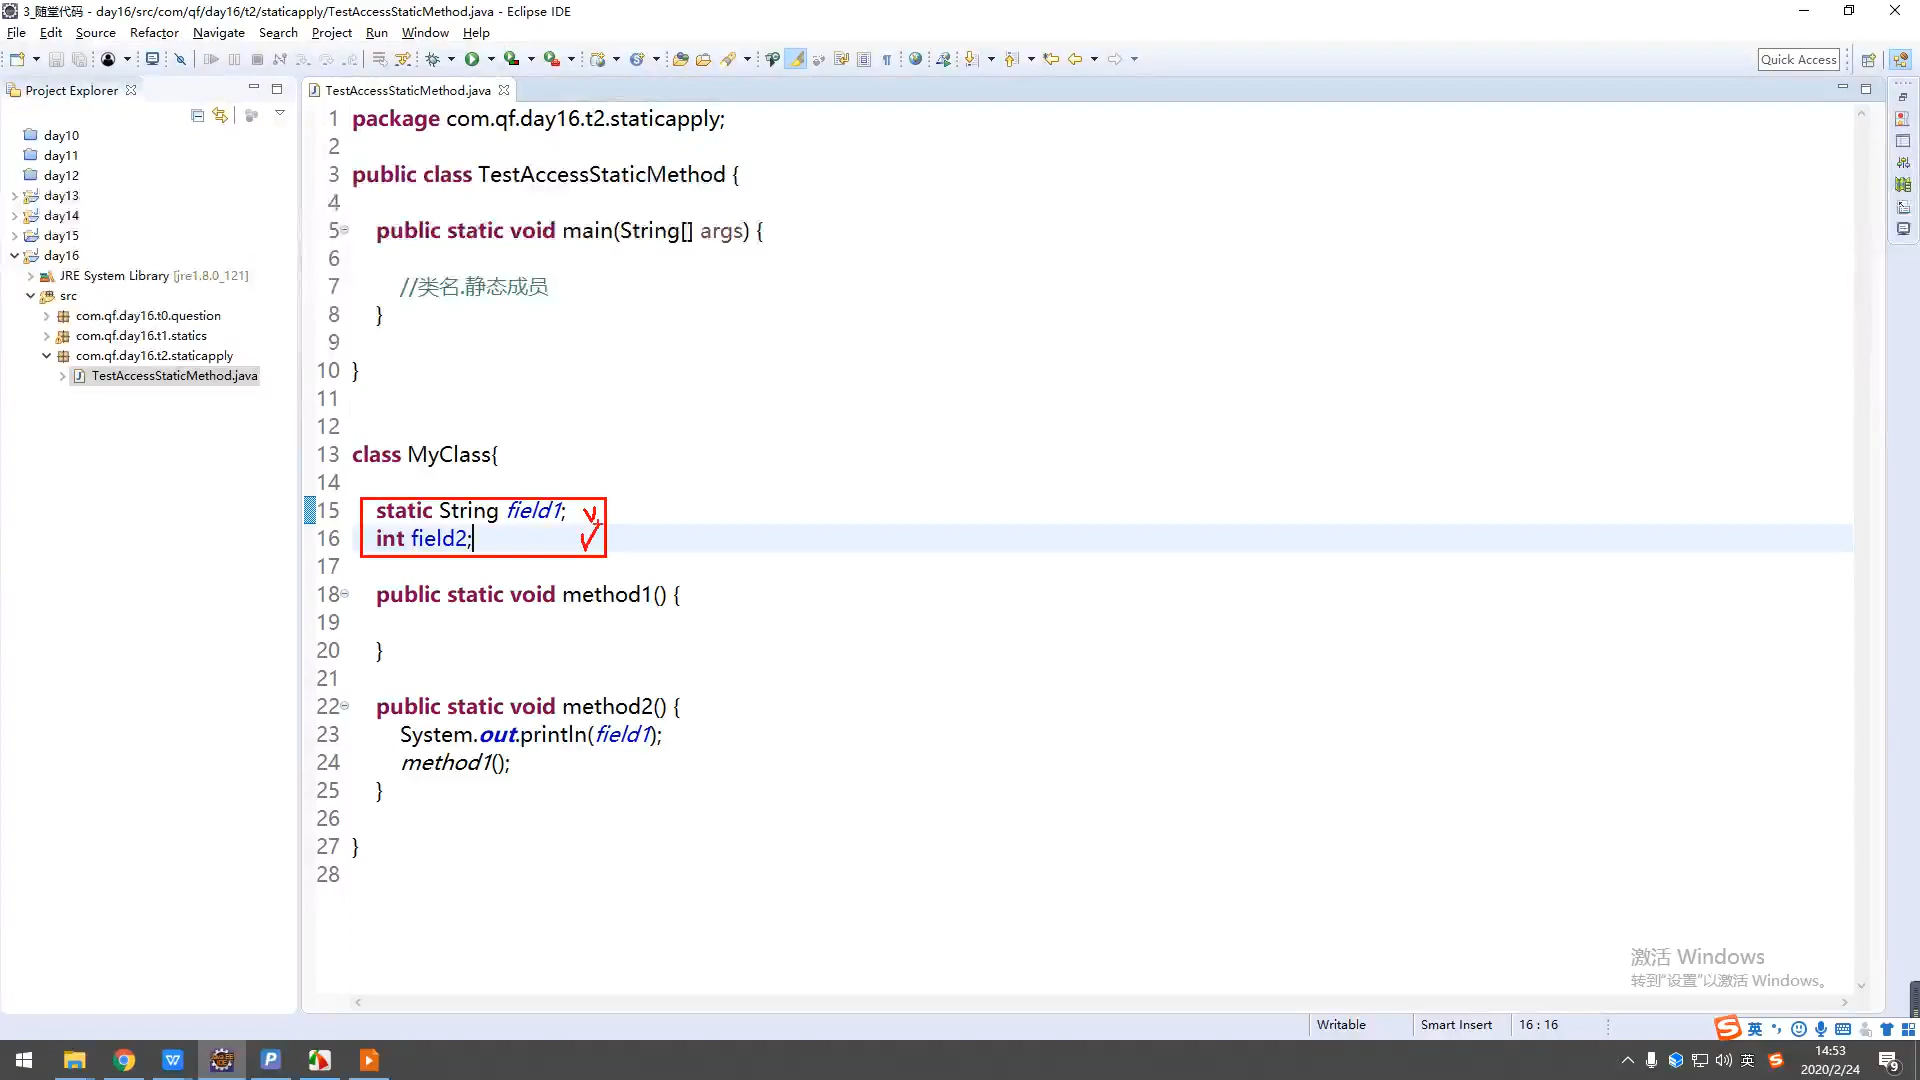 3_随堂代码 - day16/src/com/qf/day16/t2/staticapply/TestAccessStaticMethod.java - Eclipse IDE
File Edit Source Refactor Navigate Search Project Run Window Help
Quick Access
Project Explorer
TestAccessStaticMethod.java
day10
day11
day12
day13
day14
day15
day16
JRE System Library [jre1.8.0_121]
src
com.qf.day16.t0.question
com.qf.day16.t1.statics
com.qf.day16.t2.staticapply
TestAccessStaticMethod.java
1 package com.qf.day16.t2.staticapply;
2
3 public class TestAccessStaticMethod {
4
5 public static void main(String[] args) {
6
7 //类名.静态成员
8 }
9
10 }
11
12
13 class MyClass{
14
15 static String field1;
16 int field2;
17
18 public static void method1() {
19
20 }
21
22 public static void method2() {
23 System.out.println(field1);
24 method1();
25 }
26
27 }
28
激活 Windows
转到“设置”以激活 Windows。
Writable Smart Insert 16 : 16
英
英
14:53
2020/2/24
9